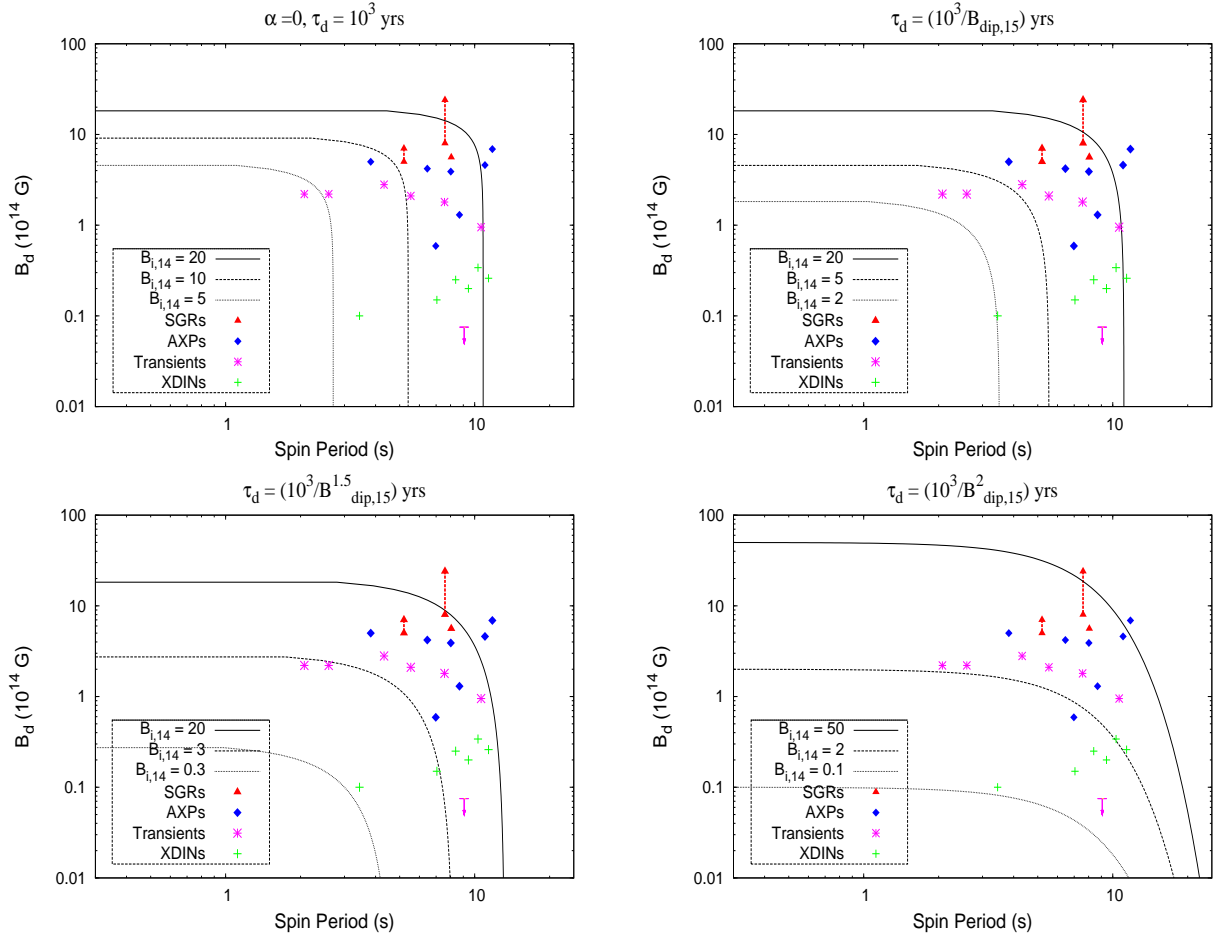 α =0, τd = 10³ yrs
100
10
1
0.1
0.01
Bd (10¹⁴ G)
1
10
Spin Period (s)
Bi,14 = 20
Bi,14 = 10
Bi,14 = 5
SGRs
AXPs
Transients
XDINs
τd = (10³/Bdip,15) yrs
100
10
1
0.1
0.01
Bd (10¹⁴ G)
1
10
Spin Period (s)
Bi,14 = 20
Bi,14 = 5
Bi,14 = 2
SGRs
AXPs
Transients
XDINs
τd = (10³/B¹·⁵dip,15) yrs
100
10
1
0.1
0.01
Bd (10¹⁴ G)
1
10
Spin Period (s)
Bi,14 = 20
Bi,14 = 3
Bi,14 = 0.3
SGRs
AXPs
Transients
XDINs
τd = (10³/B²dip,15) yrs
100
10
1
0.1
0.01
Bd (10¹⁴ G)
1
10
Spin Period (s)
Bi,14 = 50
Bi,14 = 2
Bi,14 = 0.1
SGRs
AXPs
Transients
XDINs